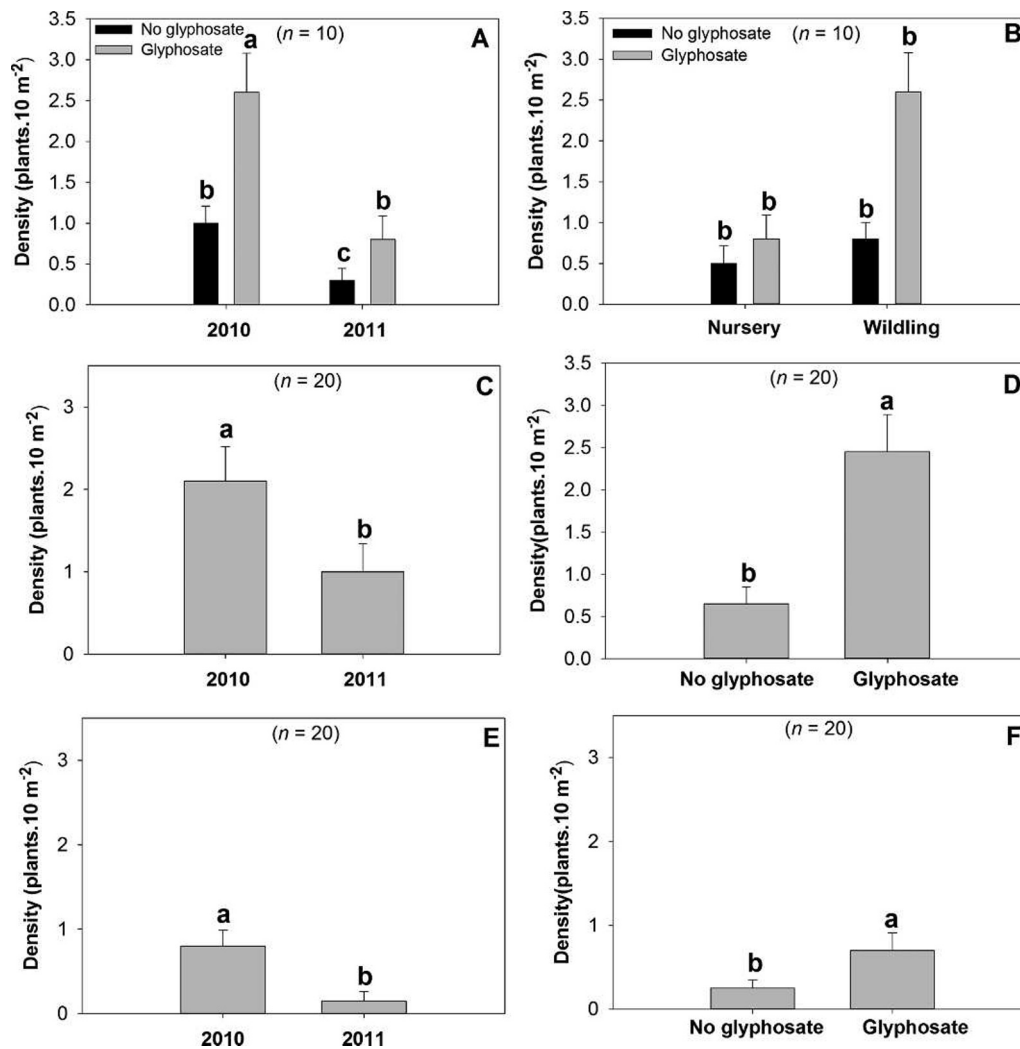 Density (plants.10 m-2)
3.5
3.0
2.5
2.0
1.5
1.0
0.5
0.0
No glyphosate
Glyphosate
(n = 10)
A
b
a
c
b
2010
2011
Density (plants.10 m-2)
3.5
3.0
2.5
2.0
1.5
1.0
0.5
0.0
No glyphosate
Glyphosate
(n = 10)
B
b
b
b
b
Nursery
Wildling
Density (plants.10 m-2)
3
2
1
0
(n = 20)
C
a
b
2010
2011
Density(plants.10 m-2)
3.5
3.0
2.5
2.0
1.5
1.0
0.5
0.0
(n = 20)
D
b
a
No glyphosate
Glyphosate
Density (plants.10 m-2)
3
2
1
0
(n = 20)
E
a
b
2010
2011
Density(plants.10 m-2)
3
2
1
0
(n = 20)
F
b
a
No glyphosate
Glyphosate